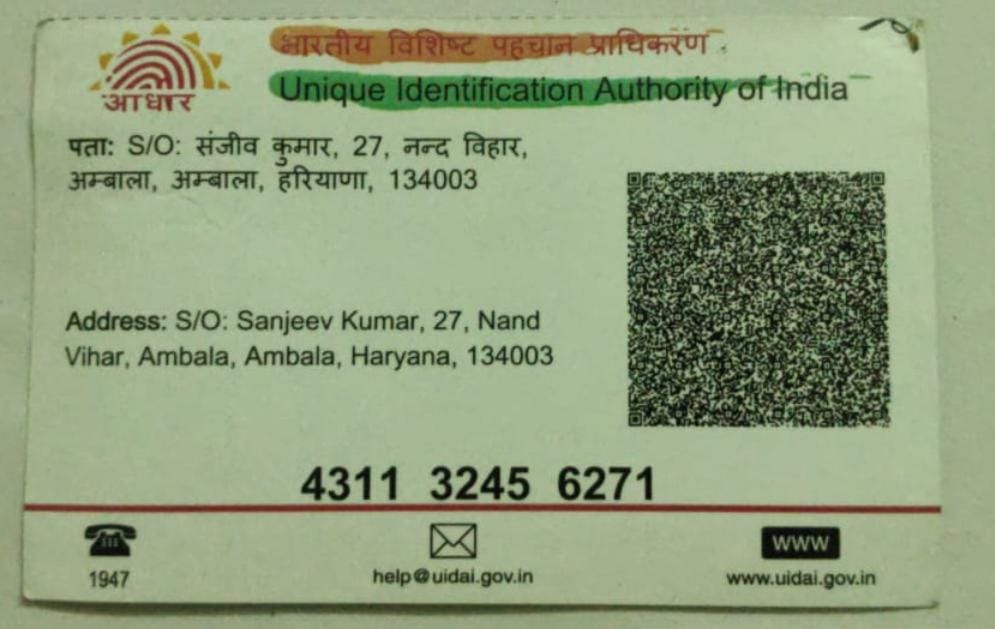 भारतीय विशिष्ट पहचान प्राधिकरण
Unique Identification Authority of India
आधार
पता: S/O: संजीव कुमार, 27, नन्द विहार,
अम्बाला, अम्बाला, हरियाणा, 134003
Address: S/O: Sanjeev Kumar, 27, Nand
Vihar, Ambala, Ambala, Haryana, 134003
4311 3245 6271
WWW
1947
help@uidai.gov.in
www.uidai.gov.in